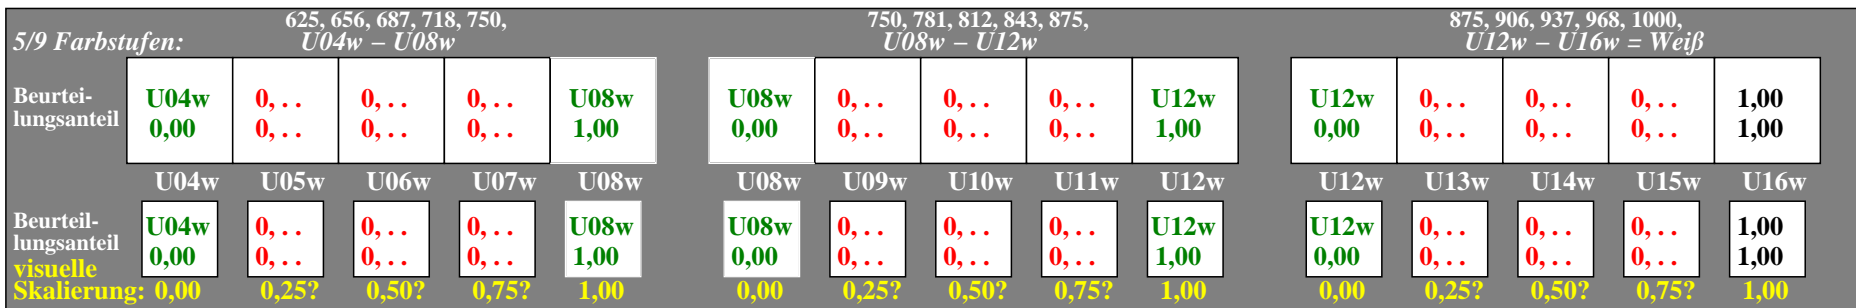 625, 656, 687, 718, 750, 750, 781, 812, 843, 875, 875, 906, 937, 968, 1000,
5/9 Farbstufen: U04w – U08w U08w – U12w U12w – U16w = Weiß
Beurtei- U04w 0, . . 0, . . 0, . . U08w U08w 0, . . 0, . . 0, . . U12w U12w 0, . . 0, . . 0, . . 1,00
lungsanteil 0,00 0, . . 0, . . 0, . . 1,00 0,00 0, . . 0, . . 0, . . 1,00 0,00 0, . . 0, . . 0, . . 1,00
U04w U05w U06w U07w U08w U08w U09w U10w U11w U12w U12w U13w U14w U15w U16w
Beurteil- U04w 0, . . 0, . . 0, . . U08w U08w 0, . . 0, . . 0, . . U12w U12w 0, . . 0, . . 0, . . 1,00
lungsanteil 0,00 0, . . 0, . . 0, . . 1,00 0,00 0, . . 0, . . 0, . . 1,00 0,00 0, . . 0, . . 0, . . 1,00
visuelle
Skalierung: 0,00 0,25? 0,50? 0,75? 1,00 0,00 0,25? 0,50? 0,75? 1,00 0,00 0,25? 0,50? 0,75? 1,00